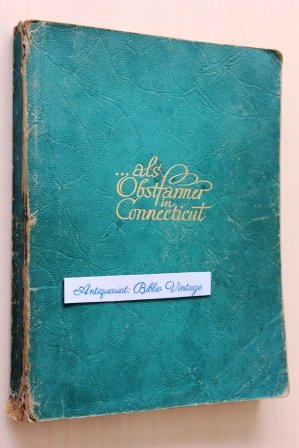 ... als
Obstfarmer
in
Connecticut
Antiquariat: Biblio Vintage